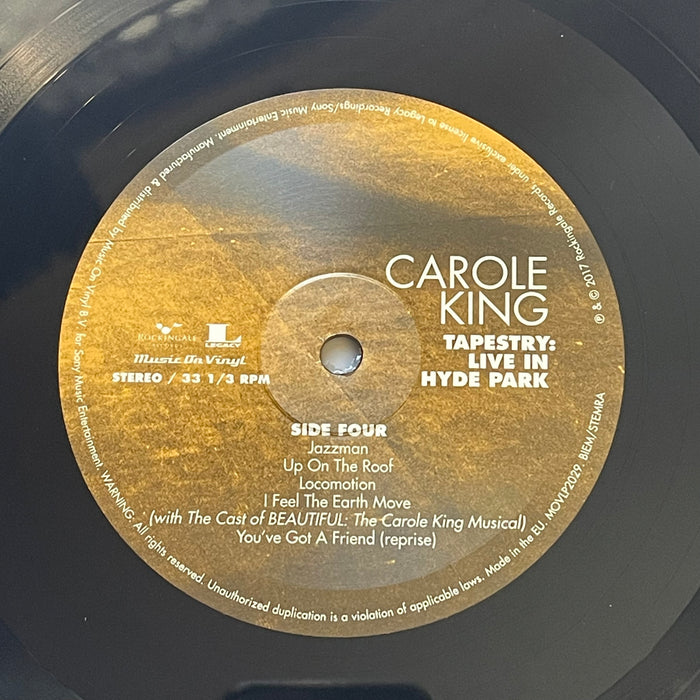 CAROLE
KING
TAPESTRY:
LIVE IN
HYDE PARK
ROCKINGALE
LEGACY
Music On Vinyl
STEREO / 33 1/3 RPM
SIDE FOUR
Jazzman
Up On The Roof
Locomotion
I Feel The Earth Move
(with The Cast of BEAUTIFUL: The Carole King Musical)
You've Got A Friend (reprise)
℗ & © 2017 Rockingale Records, under exclusive license to Legacy Recordings/Sony Music Entertainment. Manufactured & distributed by Music On Vinyl B.V. for Sony Music Entertainment. WARNING. All rights reserved. Unauthorized duplication is a violation of applicable laws. Made in the EU. MOVLP2029. BIEM/STEMRA